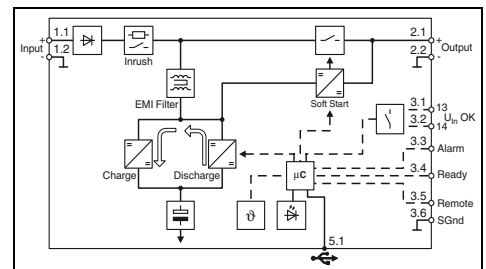 1.1
+
Input
1.2
-
Inrush
2.1
+
2.2
Output
-
EMI Filter
Soft Start
3.1
13
U_In OK
3.2
14
3.3
Alarm
Charge
Discharge
µC
3.4
Ready
3.5
Remote
ϑ
3.6
SGnd
5.1